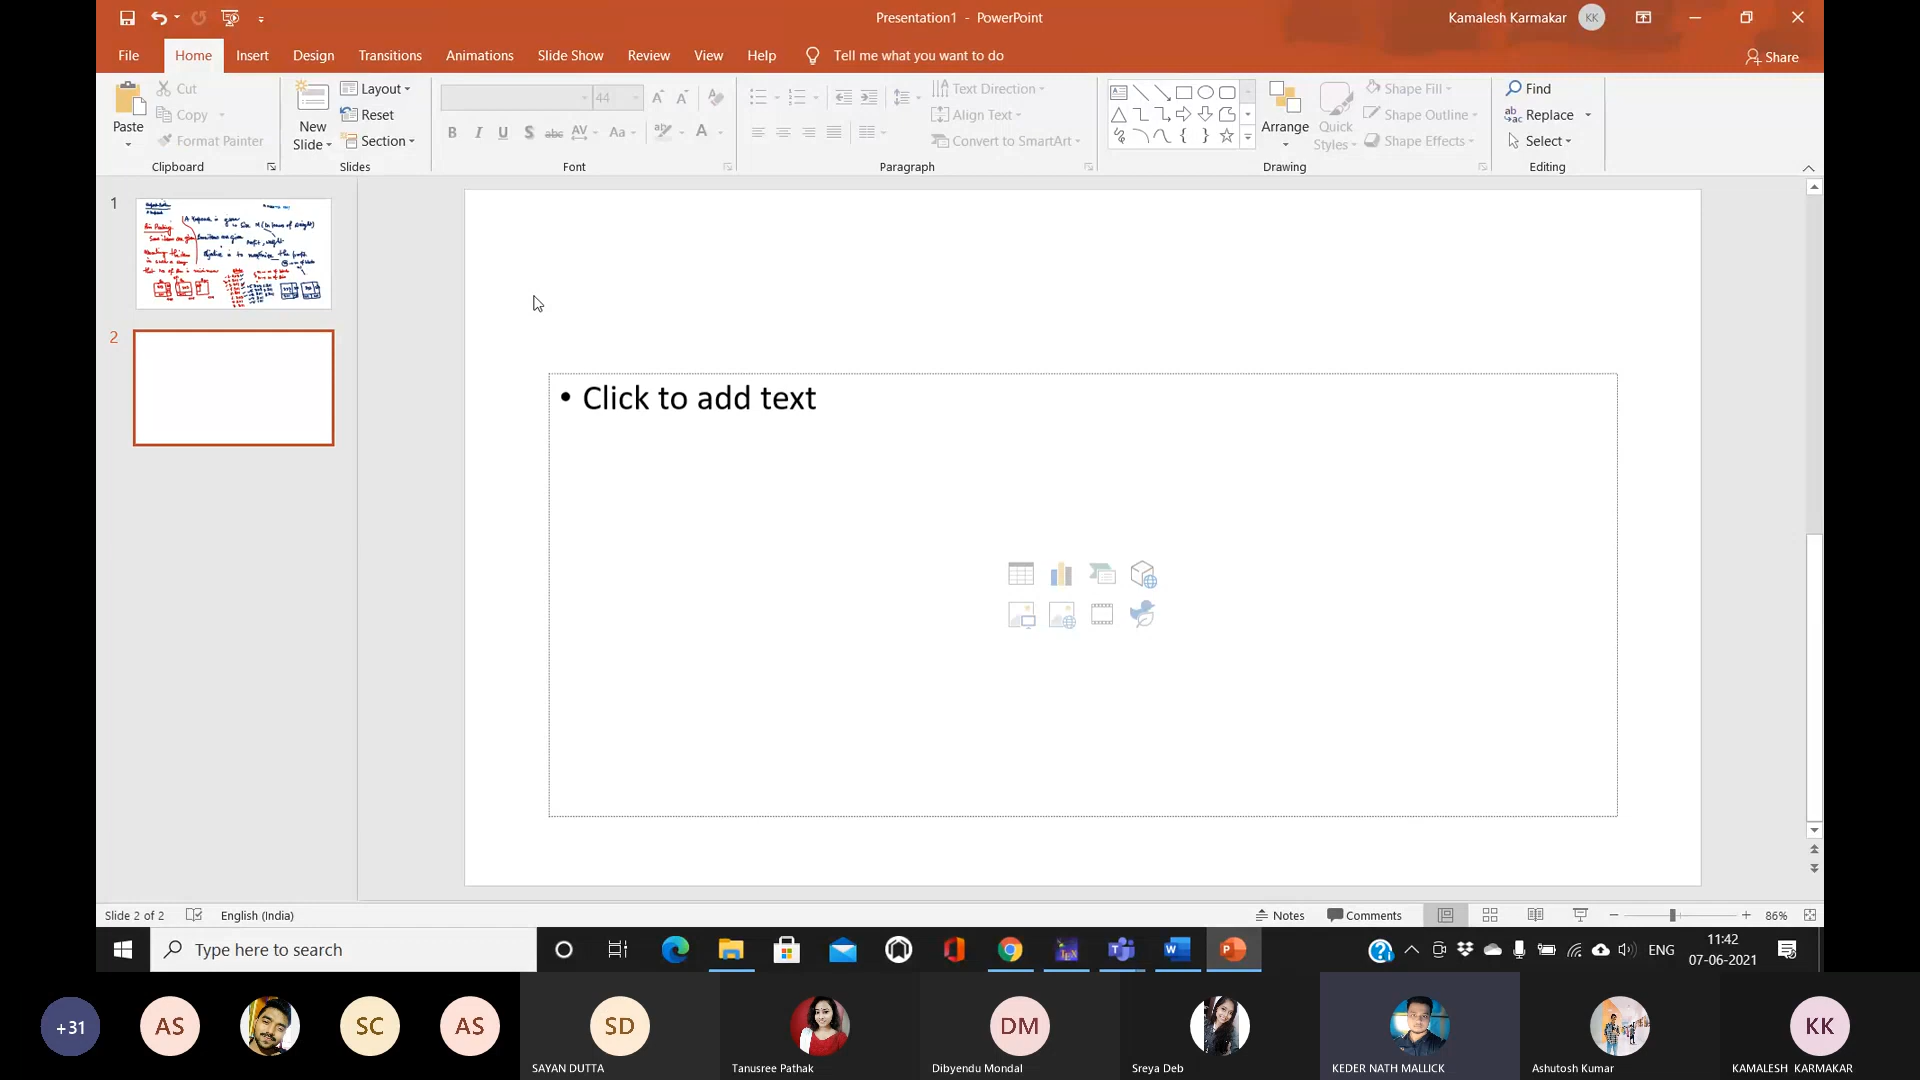 Presentation1 - PowerPoint
Kamalesh Karmakar
KK
File
Home
Insert
Design
Transitions
Animations
Slide Show
Review
View
Help
Tell me what you want to do
Share
Paste
Cut
Copy
Format Painter
Clipboard
New
Slide
Layout
Reset
Section
Slides
44
B I U S abc AV Aa A
Font
Text Direction
Align Text
Convert to SmartArt
Paragraph
Arrange
Quick
Styles
Shape Fill
Shape Outline
Shape Effects
Drawing
Find
Replace
Select
Editing
1
2
• Click to add text
Slide 2 of 2
English (India)
Notes
Comments
86%
Type here to search
ENG
11:42
07-06-2021
+31
AS
SC
AS
SD
SAYAN DUTTA
Tanusree Pathak
DM
Dibyendu Mondal
Sreya Deb
KEDER NATH MALLICK
Ashutosh Kumar
KK
KAMALESH KARMAKAR